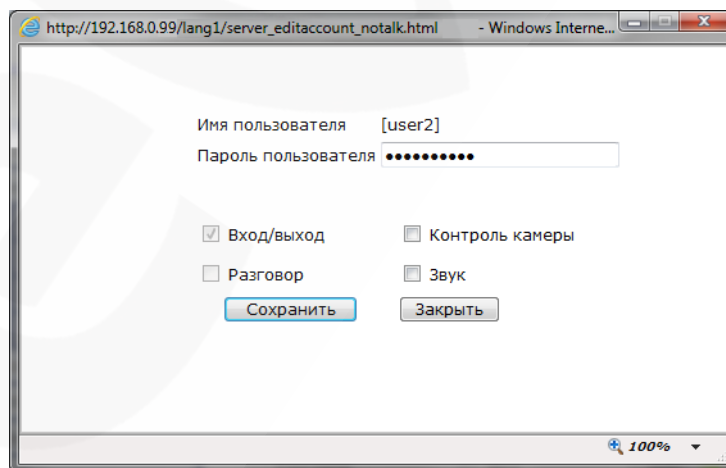 http://192.168.0.99/lang1/server_editaccount_notalk.html - Windows Interne...
Имя пользователя [user2]
Пароль пользователя ••••••••••
Вход/выход Контроль камеры
Разговор Звук
Сохранить Закрыть
100%